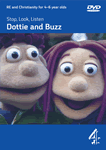 RE and Christianity for 4–6 year olds
DVD
Stop, Look, Listen
Dottie and Buzz
4